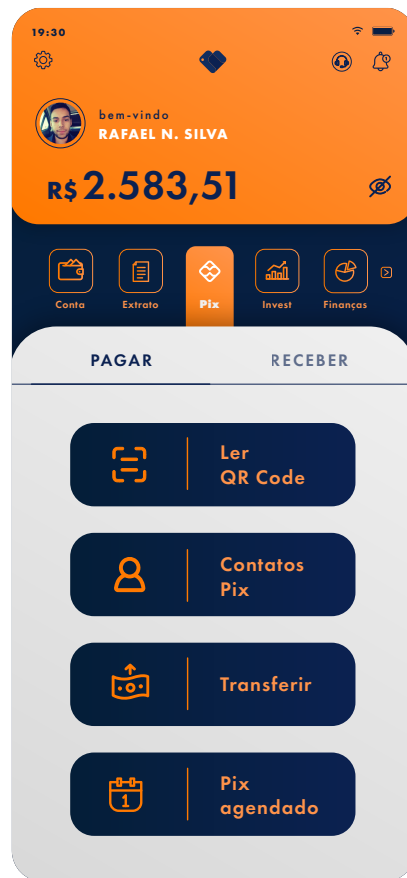 19:30
bem-vindo
RAFAEL N. SILVA
R$ 2.583,51
Conta
Extrato
Pix
Invest
Finanças
PAGAR
RECEBER
Ler
QR Code
Contatos
Pix
Transferir
1
Pix
agendado